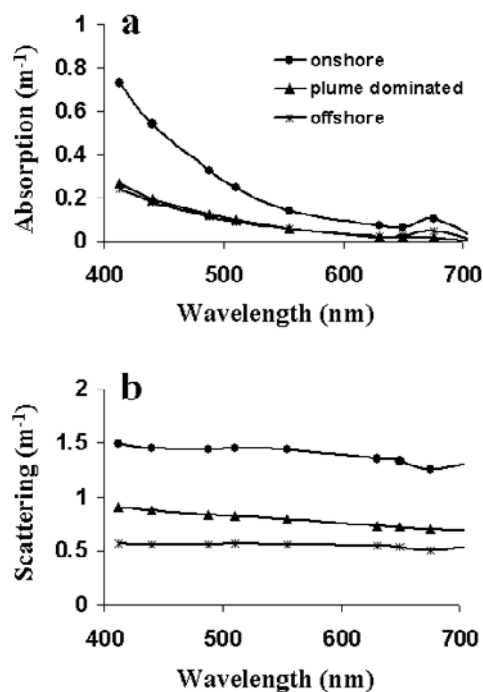 a
1
0.8
0.6
0.4
0.2
0
Absorption (m⁻¹)
onshore
plume dominated
offshore
400 500 600 700
Wavelength (nm)
b
2
1.5
1
0.5
0
Scattering (m⁻¹)
400 500 600 700
Wavelength (nm)